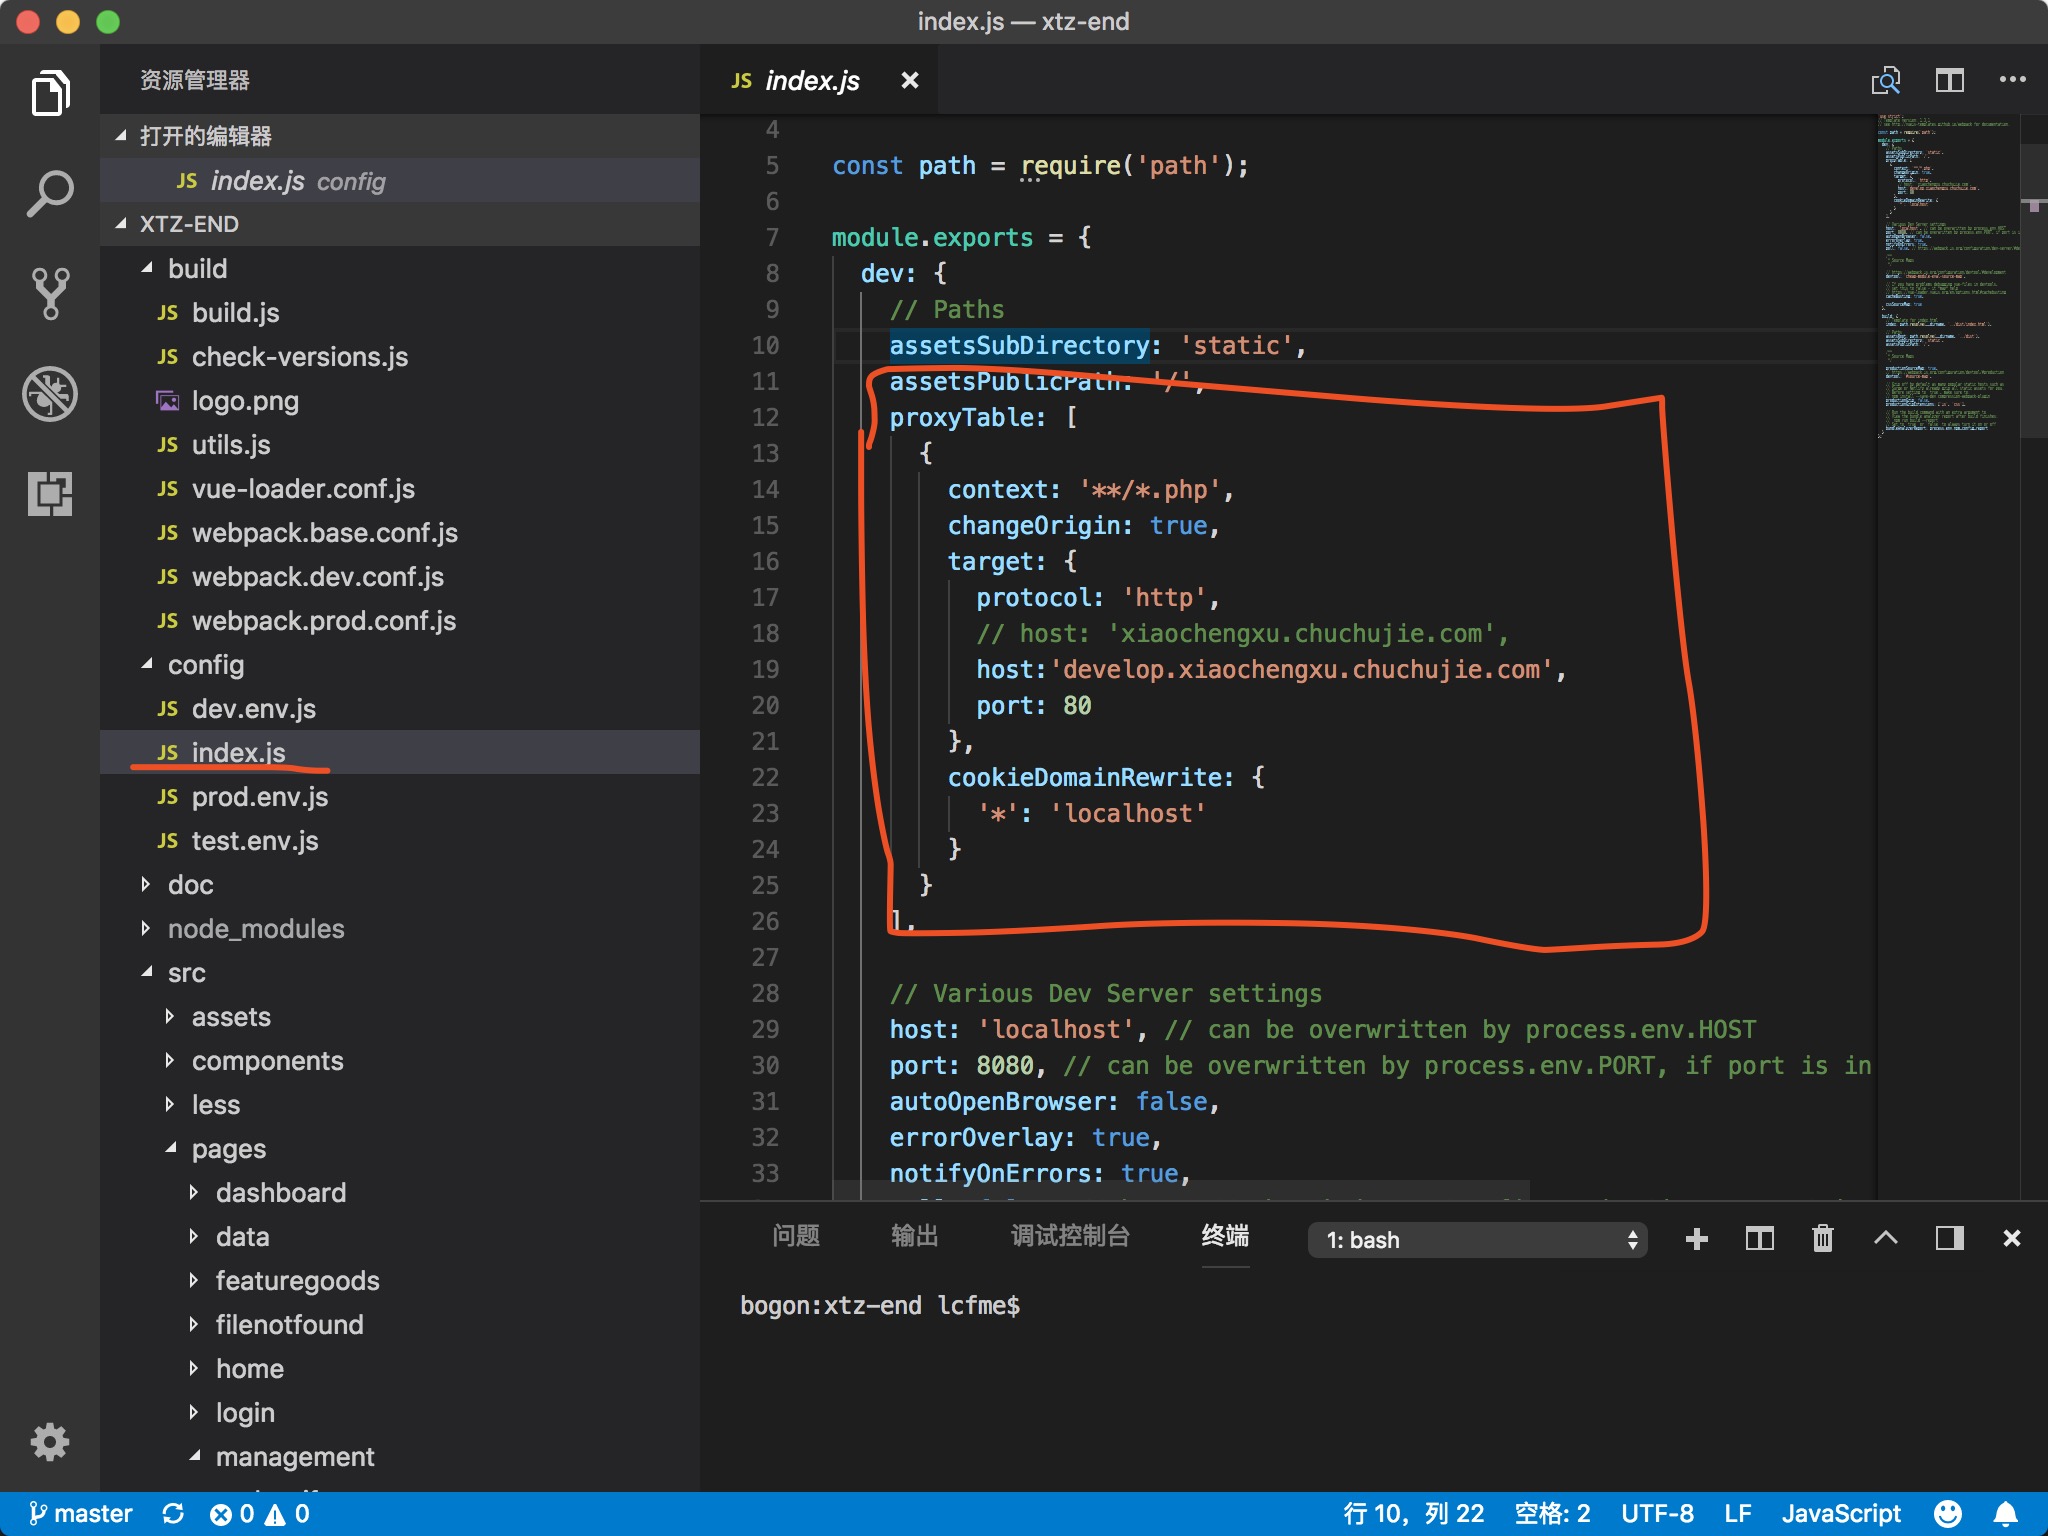 index.js — xtz-end
资源管理器
打开的编辑器
JS index.js config
XTZ-END
build
JS build.js
JS check-versions.js
logo.png
JS utils.js
JS vue-loader.conf.js
JS webpack.base.conf.js
JS webpack.dev.conf.js
JS webpack.prod.conf.js
config
JS dev.env.js
JS index.js
JS prod.env.js
JS test.env.js
doc
node_modules
src
assets
components
less
pages
dashboard
data
featuregoods
filenotfound
home
login
management
JS index.js
4
5 const path = require('path');
6
7 module.exports = {
8 dev: {
9 // Paths
10 assetsSubDirectory: 'static',
11 assetsPublicPath: '/',
12 proxyTable: [
13 {
14 context: '**/*.php',
15 changeOrigin: true,
16 target: {
17 protocol: 'http',
18 // host: 'xiaochengxu.chuchujie.com',
19 host:'develop.xiaochengxu.chuchujie.com',
20 port: 80
21 },
22 cookieDomainRewrite: {
23 '*': 'localhost'
24 }
25 }
26 ],
27
28 // Various Dev Server settings
29 host: 'localhost', // can be overwritten by process.env.HOST
30 port: 8080, // can be overwritten by process.env.PORT, if port is in
31 autoOpenBrowser: false,
32 errorOverlay: true,
33 notifyOnErrors: true,
问题 输出 调试控制台 终端 1: bash
bogon:xtz-end lcfme$
master 0 0 行 10，列 22 空格: 2 UTF-8 LF JavaScript